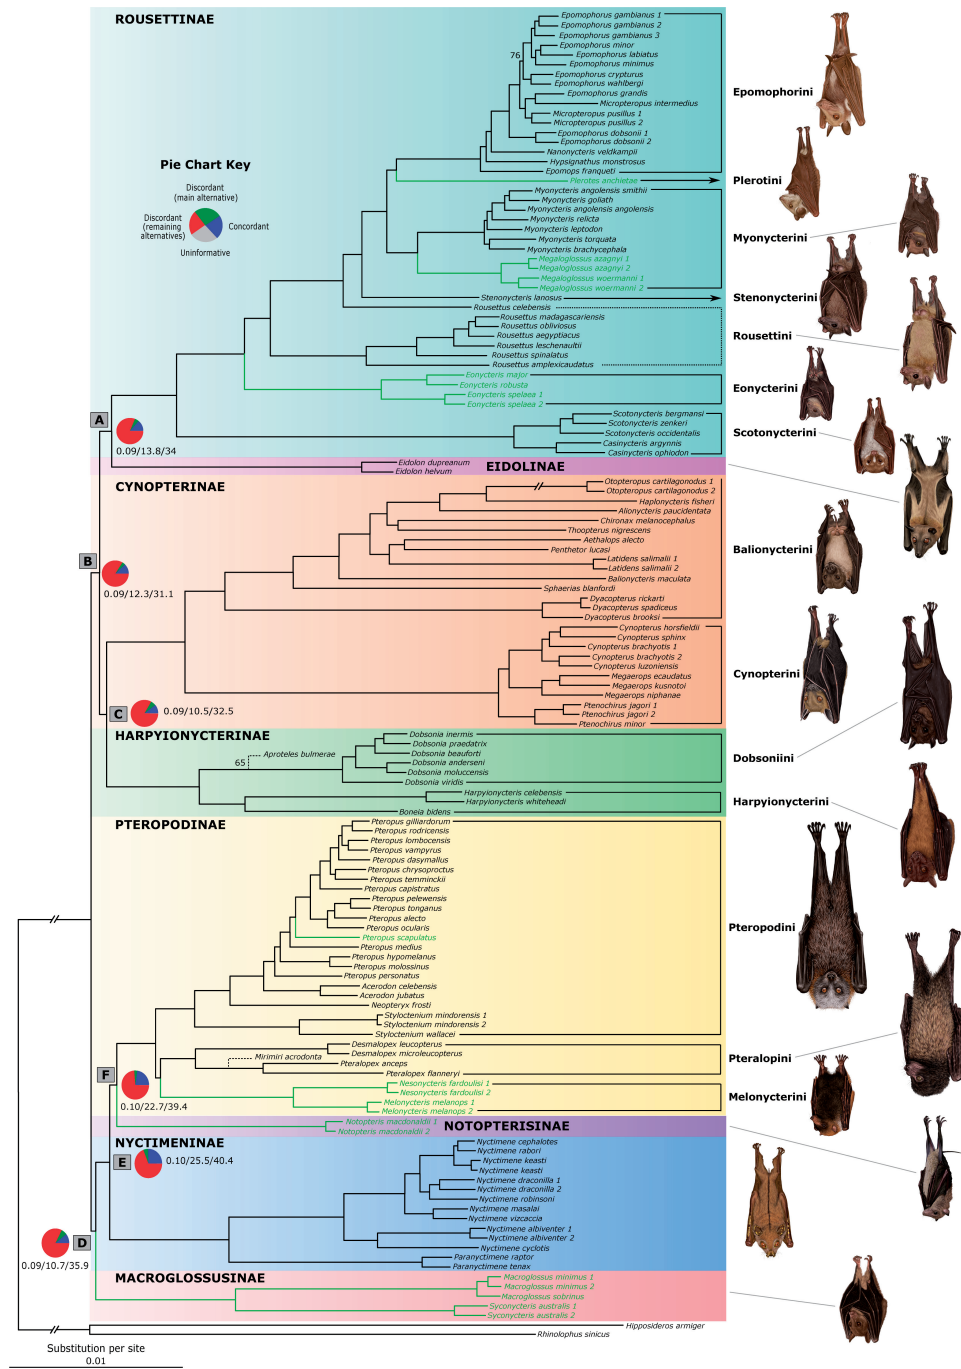 ROUSETTINAE
Epomophorus gambianus 1
Epomophorus gambianus 2
Epomophorus gambianus 3
Epomophorus minor
76
Epomophorus labiatus
Epomophorus minimus
Epomophorus crypturus
Epomophorus wahlbergi
Epomophorini
Epomophorus grandis
Micropteropus intermedius
Micropteropus pusillus 1
Micropteropus pusillus 2
Epomophorus dobsonii 1
Epomophorus dobsonii 2
Nanonycteris veldkampii
Hypsignathus monstrosus
Epomops franqueti
Pie Chart Key
Discordant
(main alternative)
Discordant
(remaining
alternatives)
Concordant
Uninformative
Plerotes anchietae
Plerotini
Myonycteris angolensis smithii
Myonycteris goliath
Myonycteris angolensis angolensis
Myonycteris relicta
Myonycteris leptodon
Myonycteris torquata
Myonycteris brachycephala
Myonycterini
Megaloglossus azagnyi 1
Megaloglossus azagnyi 2
Megaloglossus woermanni 1
Megaloglossus woermanni 2
Stenonycteris lanosus
Stenonycterini
Rousettus celebensis
Rousettus madagascariensis
Rousettus obliviosus
Rousettus aegyptiacus
Rousettus leschenaultii
Rousettus spinalatus
Rousettus amplexicaudatus
Rousettini
Eonycteris major
Eonycteris robusta
Eonycteris spelaea 1
Eonycteris spelaea 2
Eonycterini
A
0.09/13.8/34
Scotonycteris bergmansi
Scotonycteris zenkeri
Scotonycteris occidentalis
Casinycteris argynnis
Casinycteris ophiodon
Scotonycterini
Eidolon dupreanum
Eidolon helvum
EIDOLINAE
CYNOPTERINAE
Otopteropus cartilagonodus 1
Otopteropus cartilagonodus 2
Haplonycteris fisheri
Alionycteris paucidentata
Chironax melanocephalus
Thoopterus nigrescens
Aethalops alecto
Penthetor lucasi
Latidens salimalii 1
Latidens salimalii 2
Balionycteris maculata
Sphaerias blanfordi
Dyacopterus rickarti
Dyacopterus spadiceus
Dyacopterus brooksi
Balionycterini
B
0.09/12.3/31.1
Cynopterus horsfieldii
Cynopterus sphinx
Cynopterus brachyotis 1
Cynopterus brachyotis 2
Cynopterus luzoniensis
Megaerops ecaudatus
Megaerops kusnotoi
Megaerops niphanae
Ptenochirus jagori 1
Ptenochirus jagori 2
Ptenochirus minor
Cynopterini
C
0.09/10.5/32.5
HARPYIONYCTERINAE
Aproteles bulmerae
65
Dobsonia inermis
Dobsonia praedatrix
Dobsonia beauforti
Dobsonia anderseni
Dobsonia moluccensis
Dobsonia viridis
Dobsoniini
Harpyionycteris celebensis
Harpyionycteris whiteheadi
Boneia bidens
Harpyionycterini
PTEROPODINAE
Pteropus gilliardorum
Pteropus rodricensis
Pteropus lombocensis
Pteropus vampyrus
Pteropus dasymallus
Pteropus chrysoproctus
Pteropus temminckii
Pteropus capistratus
Pteropus pelewensis
Pteropus tonganus
Pteropus alecto
Pteropus ocularis
Pteropus scapulatus
Pteropus medius
Pteropus hypomelanus
Pteropus molossinus
Pteropus personatus
Acerodon celebensis
Acerodon jubatus
Neopteryx frosti
Styloctenium mindorensis 1
Styloctenium mindorensis 2
Styloctenium wallacei
Pteropodini
Desmalopex leucopterus
Desmalopex microleucopterus
Mirimiri acrodonta
Pteralopex anceps
Pteralopex flanneryi
Pteralopini
F
0.10/22.7/39.4
Nesonycteris fardoulisi 1
Nesonycteris fardoulisi 2
Melonycteris melanops 1
Melonycteris melanops 2
Melonycterini
Notopteris macdonaldii 1
Notopteris macdonaldii 2
NOTOPTERISINAE
NYCTIMENINAE
E
0.10/25.5/40.4
Nyctimene cephalotes
Nyctimene rabori
Nyctimene keasti
Nyctimene keasti
Nyctimene draconilla 1
Nyctimene draconilla 2
Nyctimene robinsoni
Nyctimene masalai
Nyctimene vizcaccia
Nyctimene albiventer 1
Nyctimene albiventer 2
Nyctimene cyclotis
Paranyctimene raptor
Paranyctimene tenax
D
0.09/10.7/35.9
MACROGLOSSUSINAE
Macroglossus minimus 1
Macroglossus minimus 2
Macroglossus sobrinus
Syconycteris australis 1
Syconycteris australis 2
Hipposideros armiger
Rhinolophus sinicus
Substitution per site
0.01